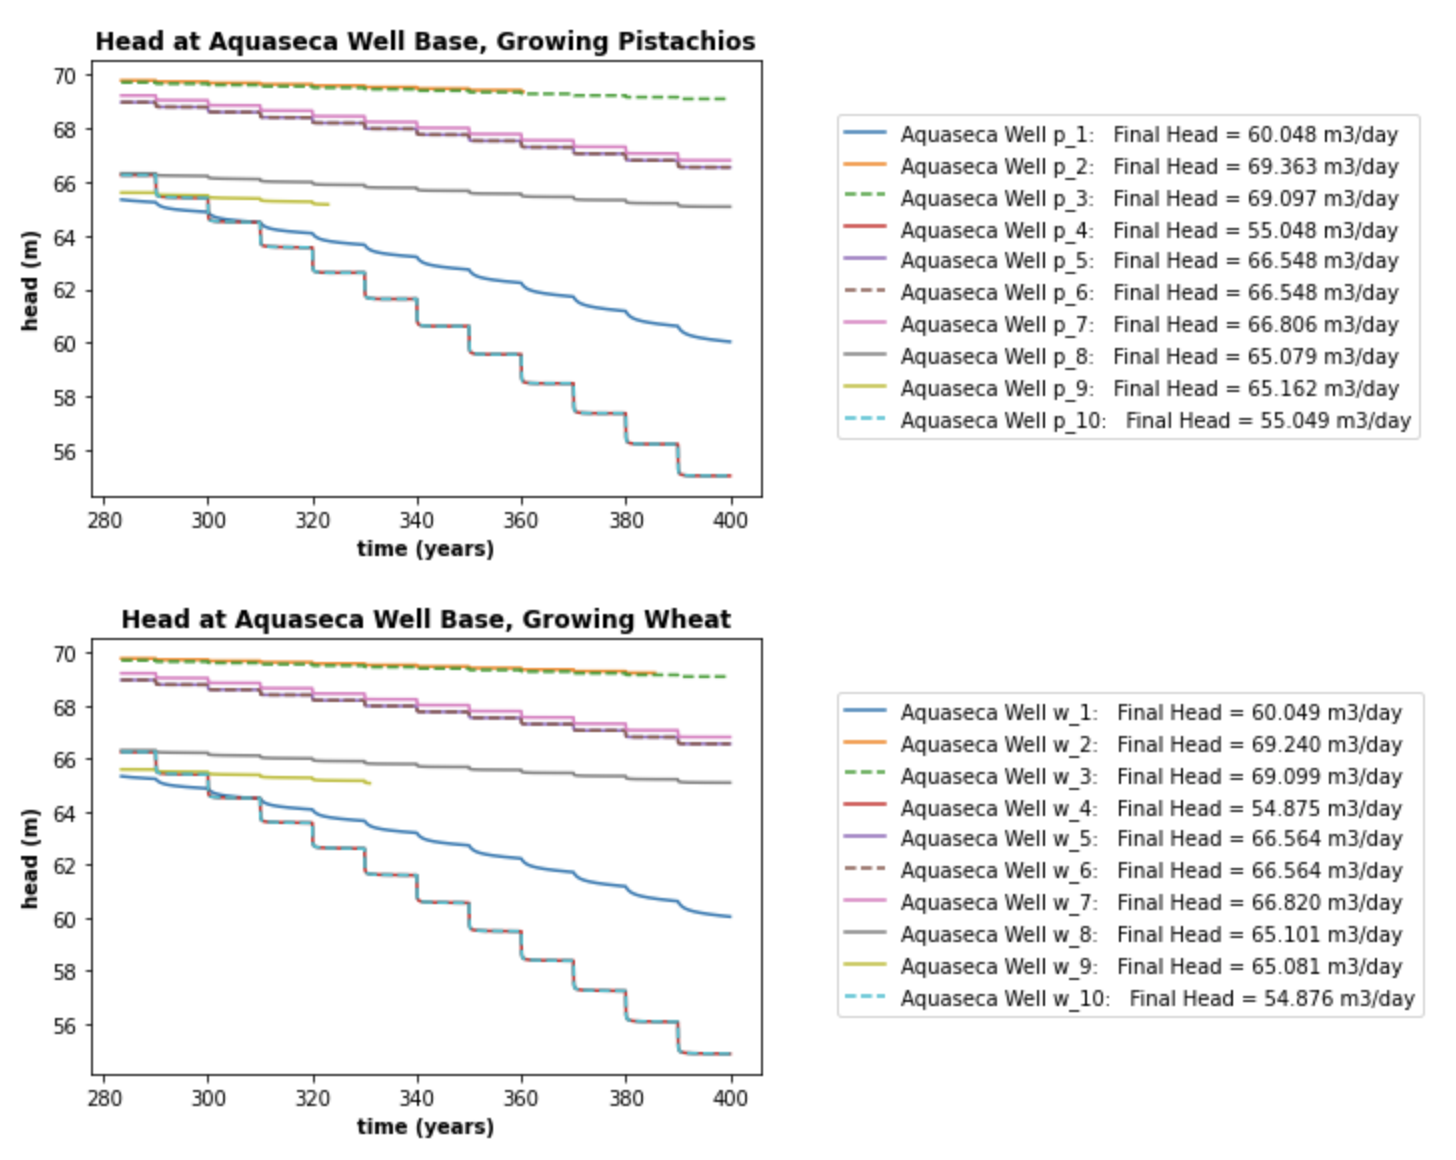 Head at Aquaseca Well Base, Growing Pistachios
70
68
66
64
62
60
58
56
head (m)
280 300 320 340 360 380 400
time (years)
Aquaseca Well p_1: Final Head = 60.048 m3/day
Aquaseca Well p_2: Final Head = 69.363 m3/day
Aquaseca Well p_3: Final Head = 69.097 m3/day
Aquaseca Well p_4: Final Head = 55.048 m3/day
Aquaseca Well p_5: Final Head = 66.548 m3/day
Aquaseca Well p_6: Final Head = 66.548 m3/day
Aquaseca Well p_7: Final Head = 66.806 m3/day
Aquaseca Well p_8: Final Head = 65.079 m3/day
Aquaseca Well p_9: Final Head = 65.162 m3/day
Aquaseca Well p_10: Final Head = 55.049 m3/day
Head at Aquaseca Well Base, Growing Wheat
70
68
66
64
62
60
58
56
head (m)
280 300 320 340 360 380 400
time (years)
Aquaseca Well w_1: Final Head = 60.049 m3/day
Aquaseca Well w_2: Final Head = 69.240 m3/day
Aquaseca Well w_3: Final Head = 69.099 m3/day
Aquaseca Well w_4: Final Head = 54.875 m3/day
Aquaseca Well w_5: Final Head = 66.564 m3/day
Aquaseca Well w_6: Final Head = 66.564 m3/day
Aquaseca Well w_7: Final Head = 66.820 m3/day
Aquaseca Well w_8: Final Head = 65.101 m3/day
Aquaseca Well w_9: Final Head = 65.081 m3/day
Aquaseca Well w_10: Final Head = 54.876 m3/day